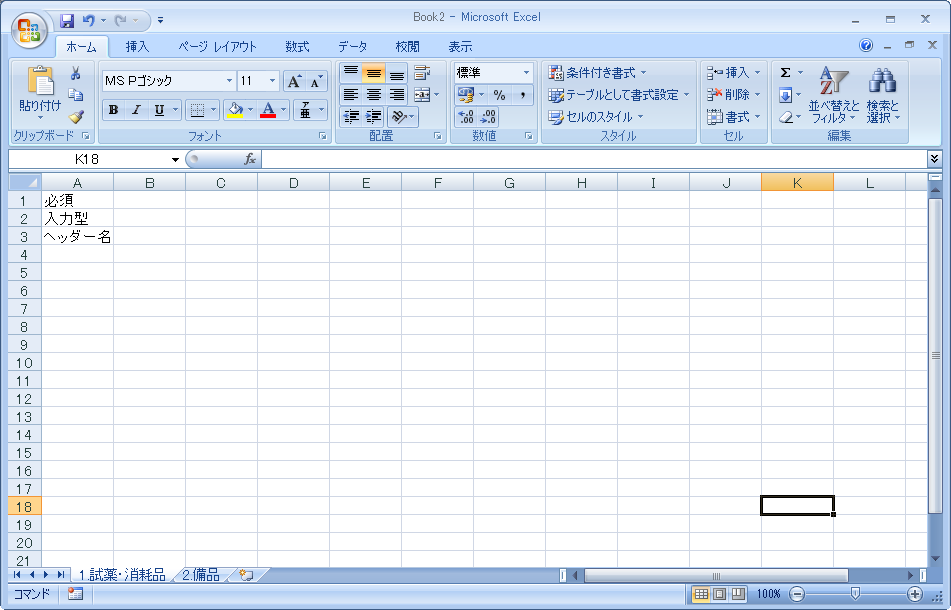 Book2 - Microsoft Excel
ホーム 挿入 ページ レイアウト 数式 データ 校閲 表示
貼り付け
クリップボード
MS Pゴシック 11 A A
B I U A 亜
フォント
配置
標準
% ,
数値
条件付き書式
テーブルとして書式設定
セルのスタイル
スタイル
挿入
削除
書式
セル
Σ
並べ替えと
フィルタ
検索と
選択
編集
K18 fx
A B C D E F G H I J K L
1 必須
2 入力型
3 ヘッダー名
4
5
6
7
8
9
10
11
12
13
14
15
16
17
18
19
20
21
1.試薬・消耗品 2.備品
コマンド 100%